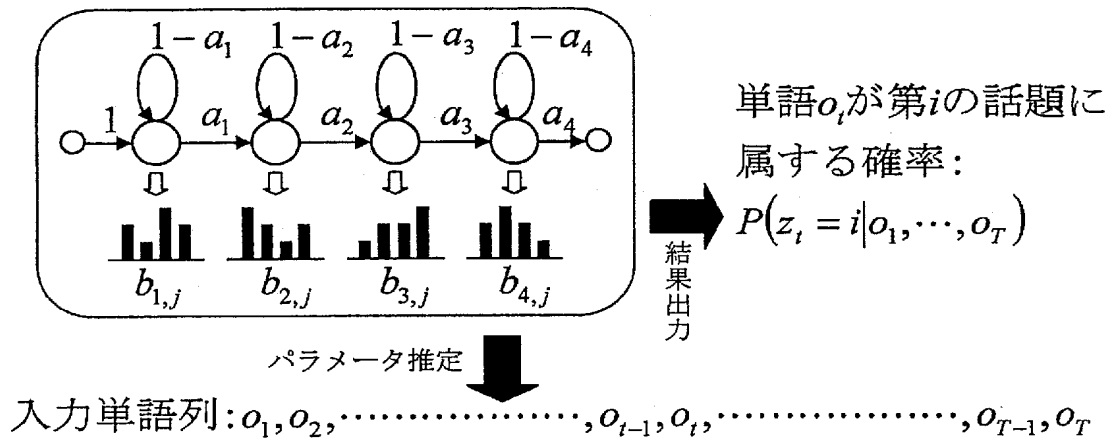 1-a₁ 1-a₂ 1-a₃ 1-a₄
1 a₁ a₂ a₃ a₄
b₁,ⱼ b₂,ⱼ b₃,ⱼ b₄,ⱼ
単語oₜが第iの話題に
属する確率:
P(zₜ = i|o₁,⋯,o_T)
結果出力
パラメータ推定
入力単語列:o₁,o₂,⋯⋯⋯⋯⋯⋯,oₜ₋₁,oₜ,⋯⋯⋯⋯⋯⋯,o_T₋₁,o_T